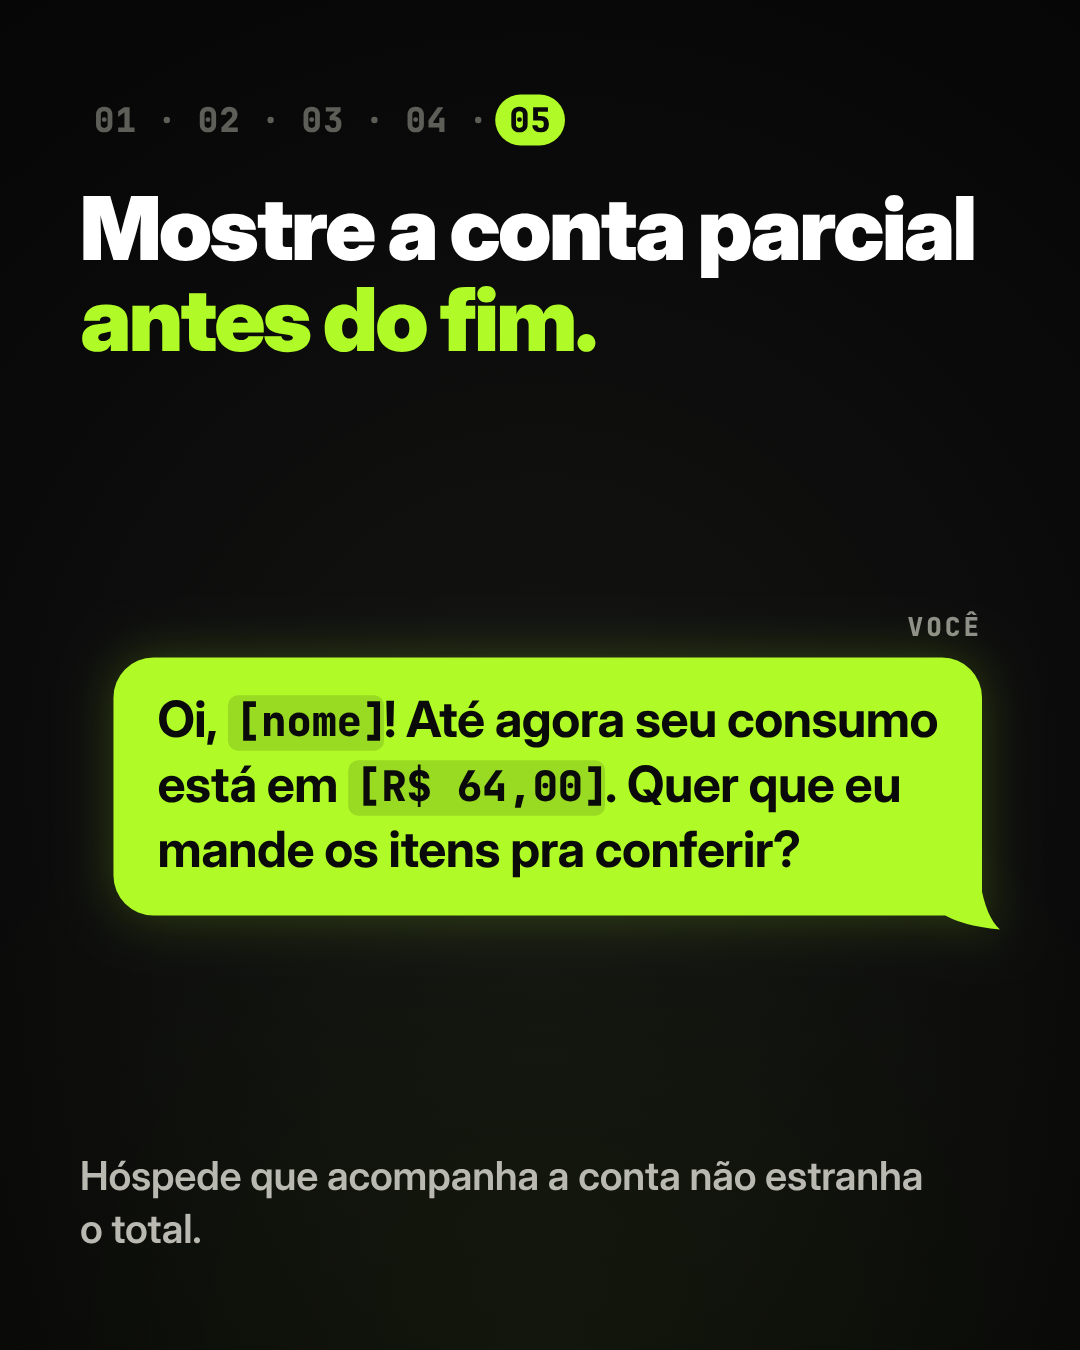 01 · 02 · 03 · 04 · 05
Mostre a conta parcial
antes do fim.
VOCÊ
Oi, [nome]! Até agora seu consumo
está em [R$ 64,00]. Quer que eu
mande os itens pra conferir?
Hóspede que acompanha a conta não estranha
o total.